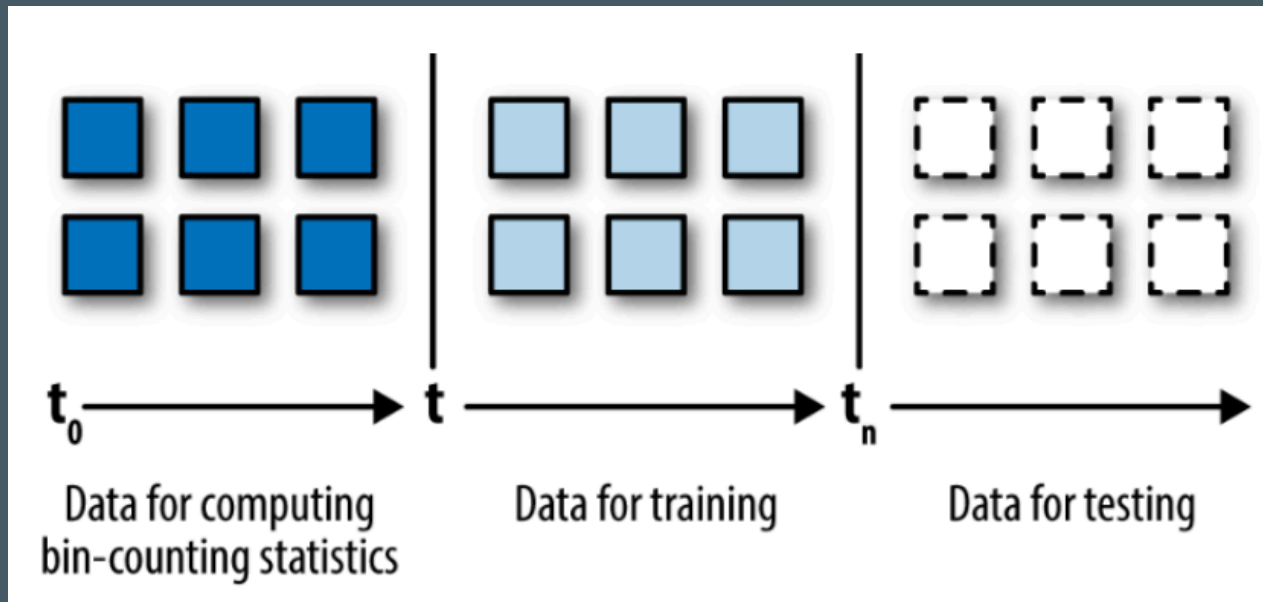 t0 t tn
Data for computing
bin-counting statistics
Data for training
Data for testing